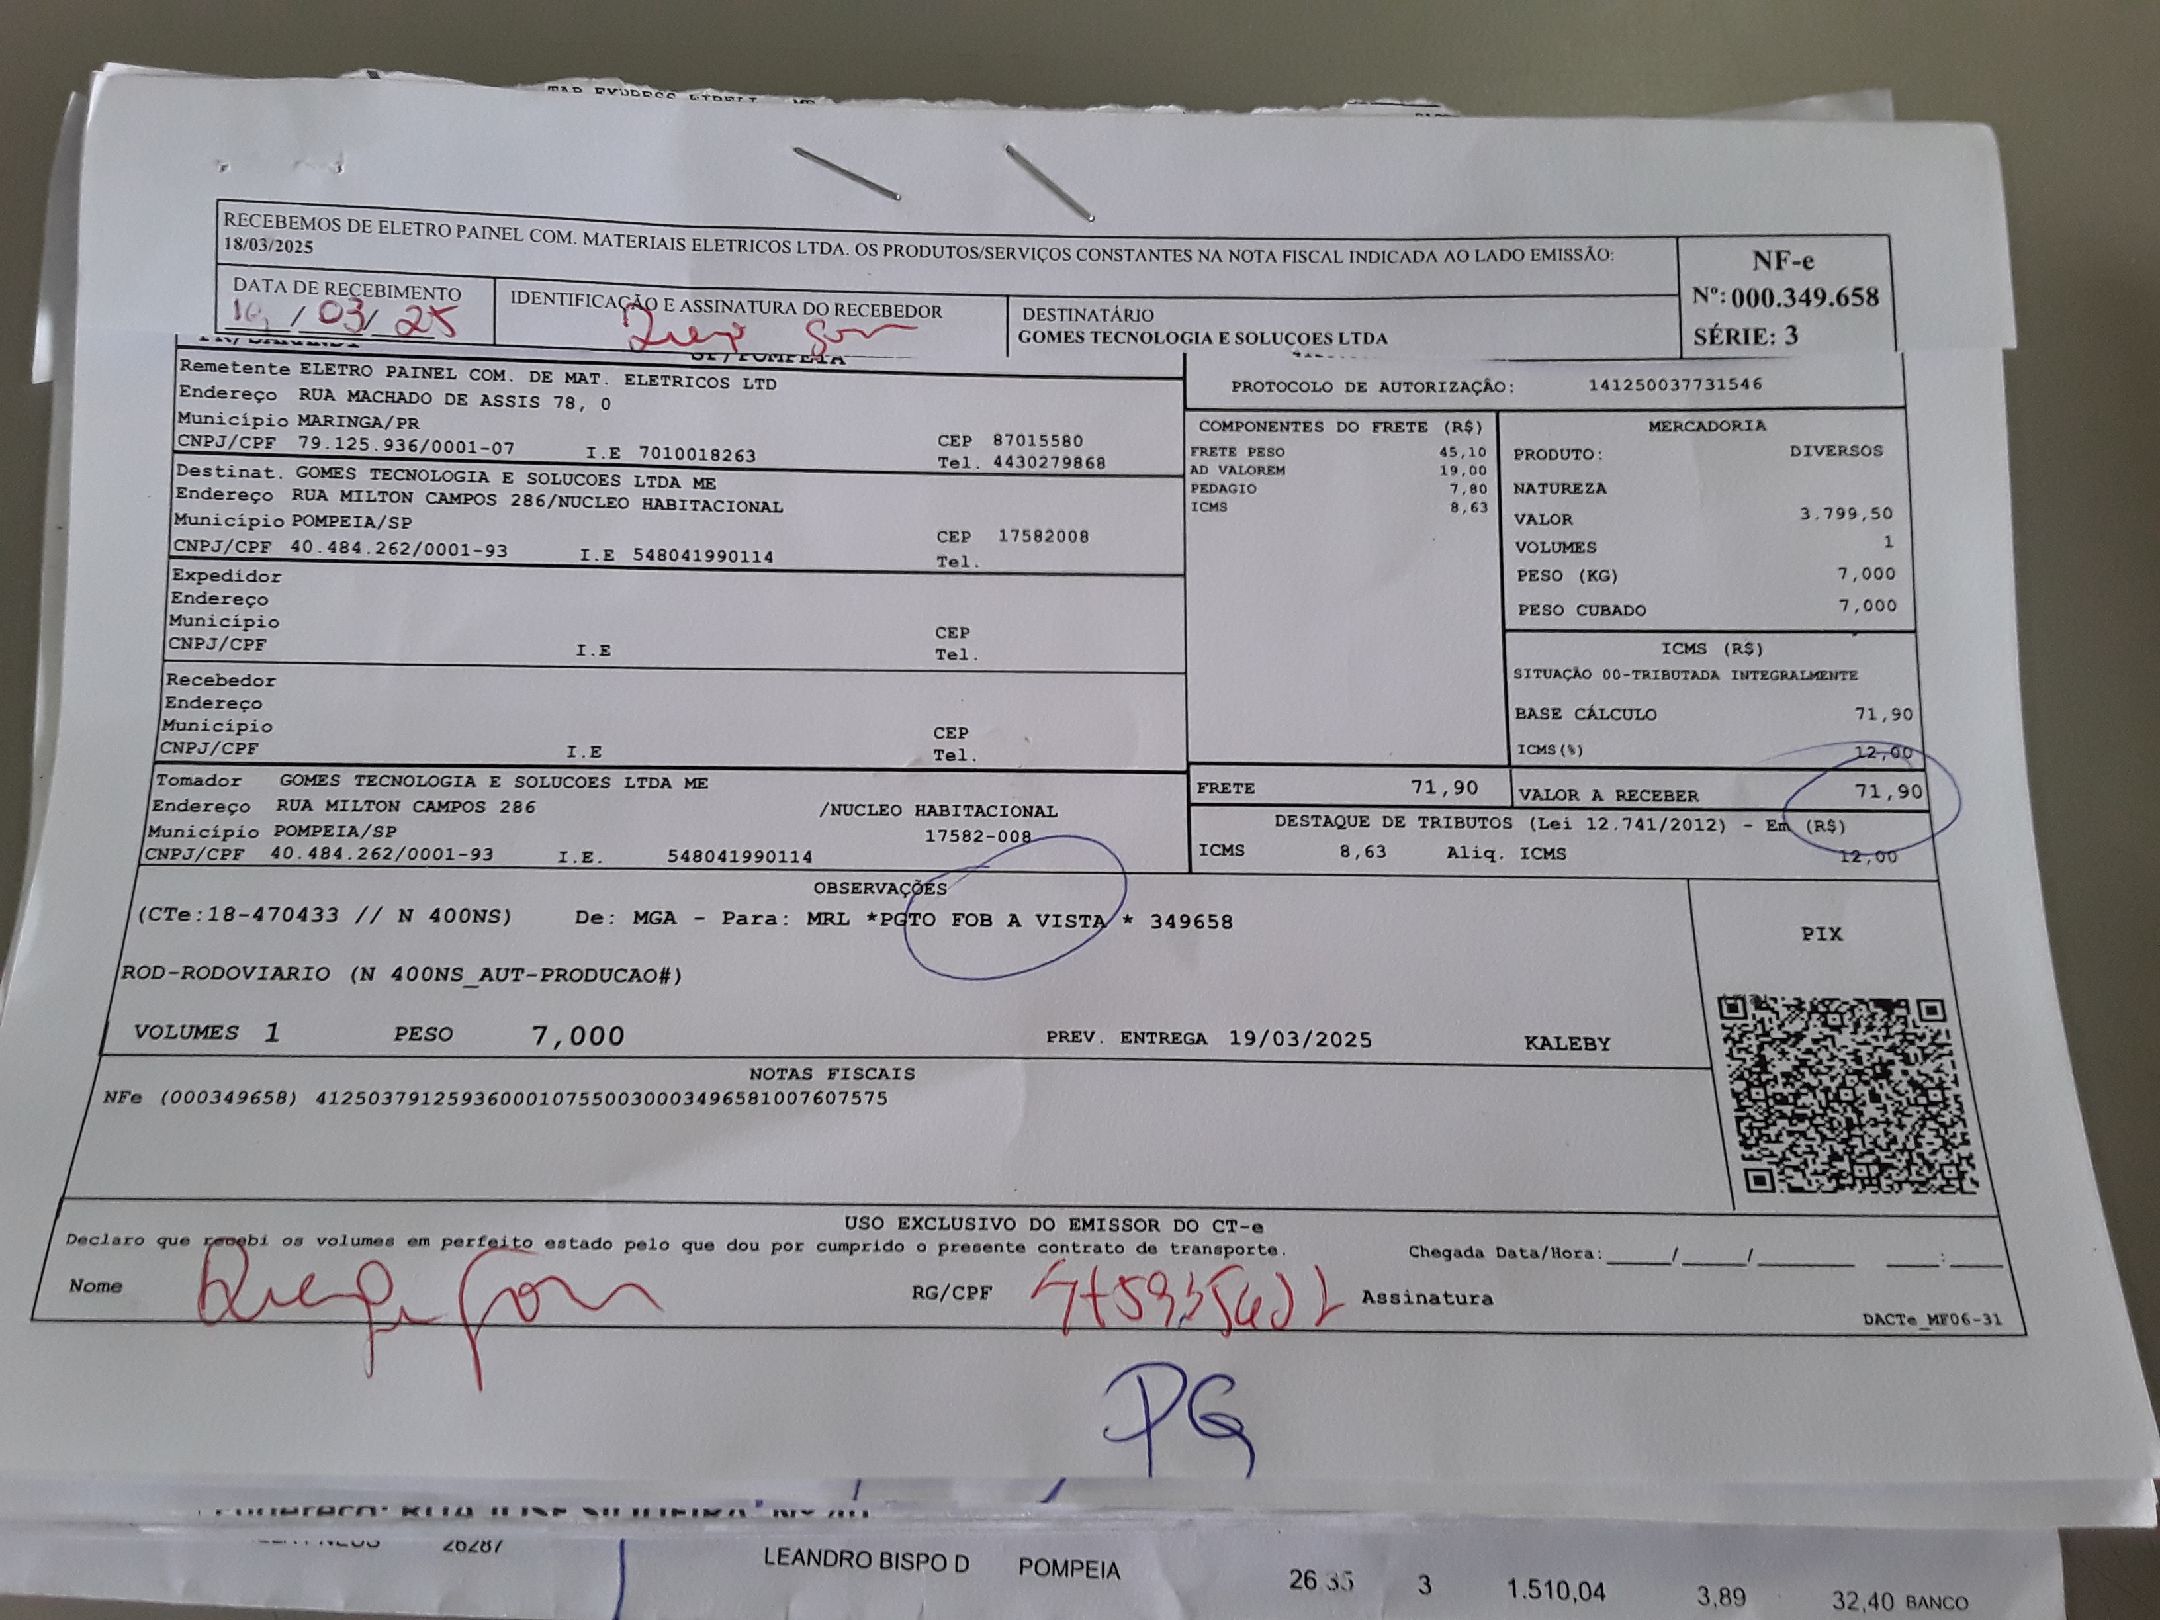 RECEBEMOS DE ELETRO PAINEL COM. MATERIAIS ELETRICOS LTDA. OS PRODUTOS/SERVIÇOS CONSTANTES NA NOTA FISCAL INDICADA AO LADO EMISSÃO:
18/03/2025
NF-e
Nº: 000.349.658
SÉRIE: 3
DATA DE RECEBIMENTO
/ 03 / 25
IDENTIFICAÇÃO E ASSINATURA DO RECEBEDOR
DESTINATÁRIO
GOMES TECNOLOGIA E SOLUÇOES LTDA
SP/POMPEIA
Remetente ELETRO PAINEL COM. DE MAT. ELETRICOS LTD
Endereço RUA MACHADO DE ASSIS 78, 0
Município MARINGA/PR
CNPJ/CPF 79.125.936/0001-07 I.E 7010018263
CEP 87015580
Tel. 4430279868
Destinat. GOMES TECNOLOGIA E SOLUCOES LTDA ME
Endereço RUA MILTON CAMPOS 286/NUCLEO HABITACIONAL
Município POMPEIA/SP
CNPJ/CPF 40.484.262/0001-93 I.E 548041990114
CEP 17582008
Tel.
Expedidor
Endereço
Município
CNPJ/CPF I.E
CEP
Tel.
Recebedor
Endereço
Município
CNPJ/CPF I.E
CEP
Tel.
Tomador GOMES TECNOLOGIA E SOLUCOES LTDA ME
Endereço RUA MILTON CAMPOS 286 /NUCLEO HABITACIONAL
Município POMPEIA/SP 17582-008
CNPJ/CPF 40.484.262/0001-93 I.E. 548041990114
PROTOCOLO DE AUTORIZAÇÃO: 141250037731546
COMPONENTES DO FRETE (R$)
FRETE PESO 45,10
AD VALOREM 19,00
PEDAGIO 7,80
ICMS 8,63
MERCADORIA
PRODUTO: DIVERSOS
NATUREZA
VALOR 3.799,50
VOLUMES 1
PESO (KG) 7,000
PESO CUBADO 7,000
ICMS (R$)
SITUAÇÃO 00-TRIBUTADA INTEGRALMENTE
BASE CÁLCULO 71,90
ICMS(%) 12,00
FRETE 71,90
VALOR A RECEBER 71,90
DESTAQUE DE TRIBUTOS (Lei 12.741/2012) - Em (R$)
ICMS 8,63 Aliq. ICMS 12,00
OBSERVAÇÕES
(CTe:18-470433 // N 400NS) De: MGA - Para: MRL *PGTO FOB A VISTA * 349658
ROD-RODOVIARIO (N 400NS_AUT-PRODUCAO#)
VOLUMES 1 PESO 7,000 PREV. ENTREGA 19/03/2025 KALEBY
PIX
NOTAS FISCAIS
NFe (000349658) 41250379125936000107550030003496581007607575
USO EXCLUSIVO DO EMISSOR DO CT-e
Declaro que recebi os volumes em perfeito estado pelo que dou por cumprido o presente contrato de transporte.
Chegada Data/Hora:____/____/______ ___:___
Nome
RG/CPF
Assinatura
DACTe_MF06-31
PG
26287
LEANDRO BISPO D POMPEIA 3 1.510,04 3,89 32,40 BANCO